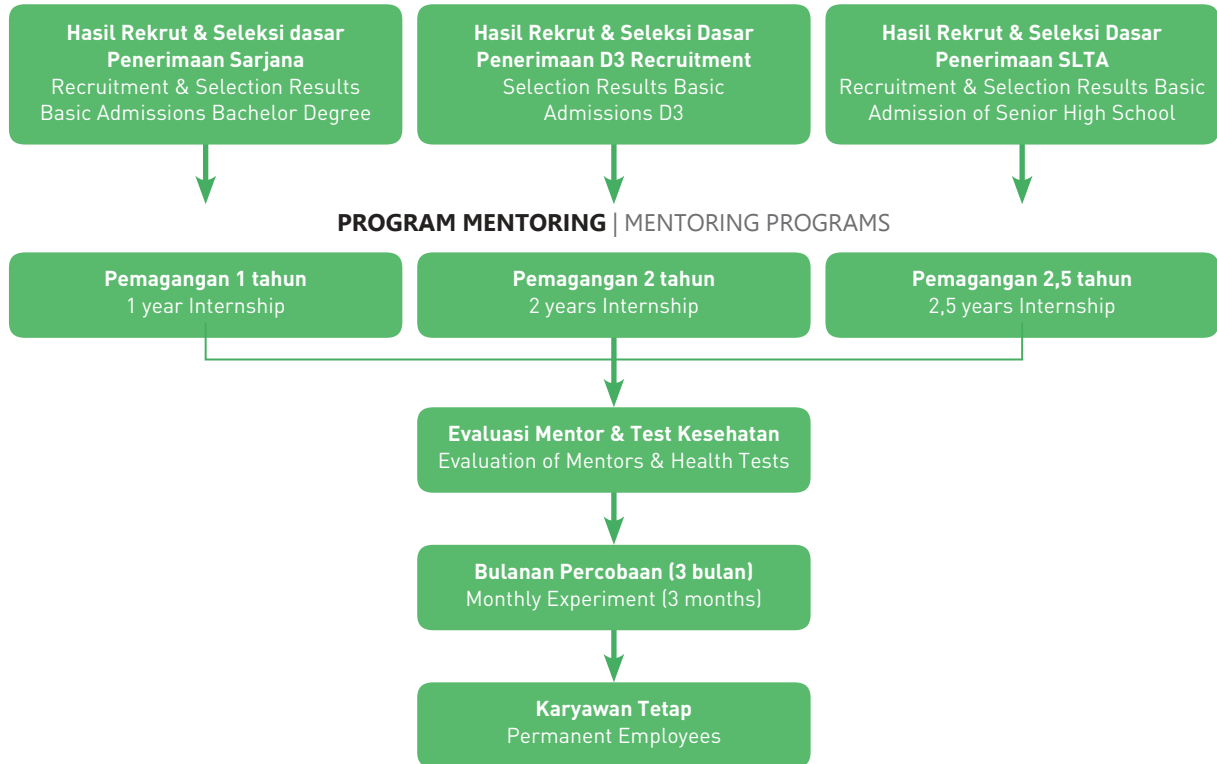 Hasil Rekrut & Seleksi dasar
Penerimaan Sarjana
Recruitment & Selection Results
Basic Admissions Bachelor Degree
Hasil Rekrut & Seleksi Dasar
Penerimaan D3 Recruitment
Selection Results Basic
Admissions D3
Hasil Rekrut & Seleksi Dasar
Penerimaan SLTA
Recruitment & Selection Results Basic
Admission of Senior High School
PROGRAM MENTORING | MENTORING PROGRAMS
Pemagangan 1 tahun
1 year Internship
Pemagangan 2 tahun
2 years Internship
Pemagangan 2,5 tahun
2,5 years Internship
Evaluasi Mentor & Test Kesehatan
Evaluation of Mentors & Health Tests
Bulanan Percobaan (3 bulan)
Monthly Experiment (3 months)
Karyawan Tetap
Permanent Employees